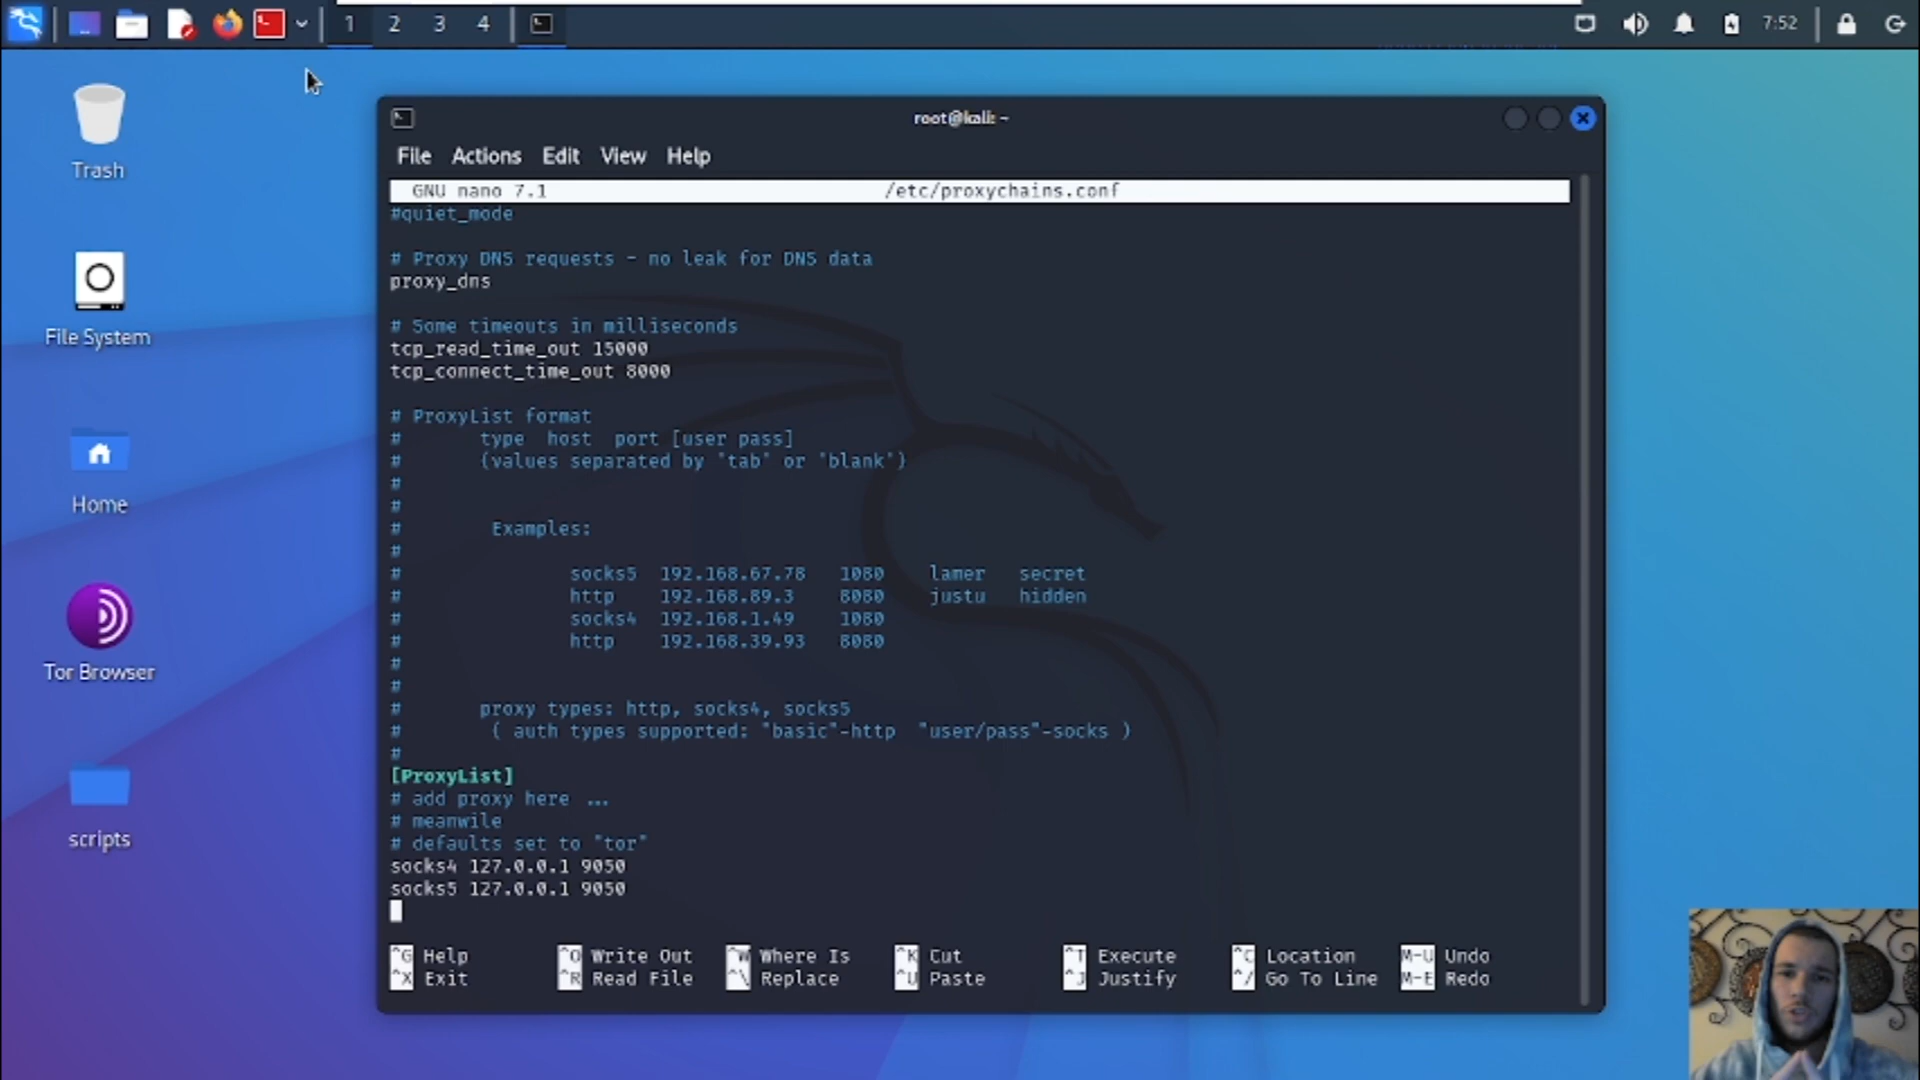 1 2 3 4
7:52
Trash
File System
Home
Tor Browser
scripts
root@kali: ~
File Actions Edit View Help
GNU nano 7.1 /etc/proxychains.conf
#quiet_mode
# Proxy DNS requests - no leak for DNS data
proxy_dns
# Some timeouts in milliseconds
tcp_read_time_out 15000
tcp_connect_time_out 8000
# ProxyList format
# type host port [user pass]
# (values separated by 'tab' or 'blank')
#
#
# Examples:
#
# socks5 192.168.67.78 1080 lamer secret
# http 192.168.89.3 8080 justu hidden
# socks4 192.168.1.49 1080
# http 192.168.39.93 8080
#
#
# proxy types: http, socks4, socks5
# ( auth types supported: "basic"-http "user/pass"-socks )
#
[ProxyList]
# add proxy here ...
# meanwile
# defaults set to "tor"
socks4 127.0.0.1 9050
socks5 127.0.0.1 9050
^G Help ^O Write Out ^W Where Is ^K Cut ^T Execute ^C Location M-U Undo
^X Exit ^R Read File ^\ Replace ^U Paste ^J Justify ^/ Go To Line M-E Redo